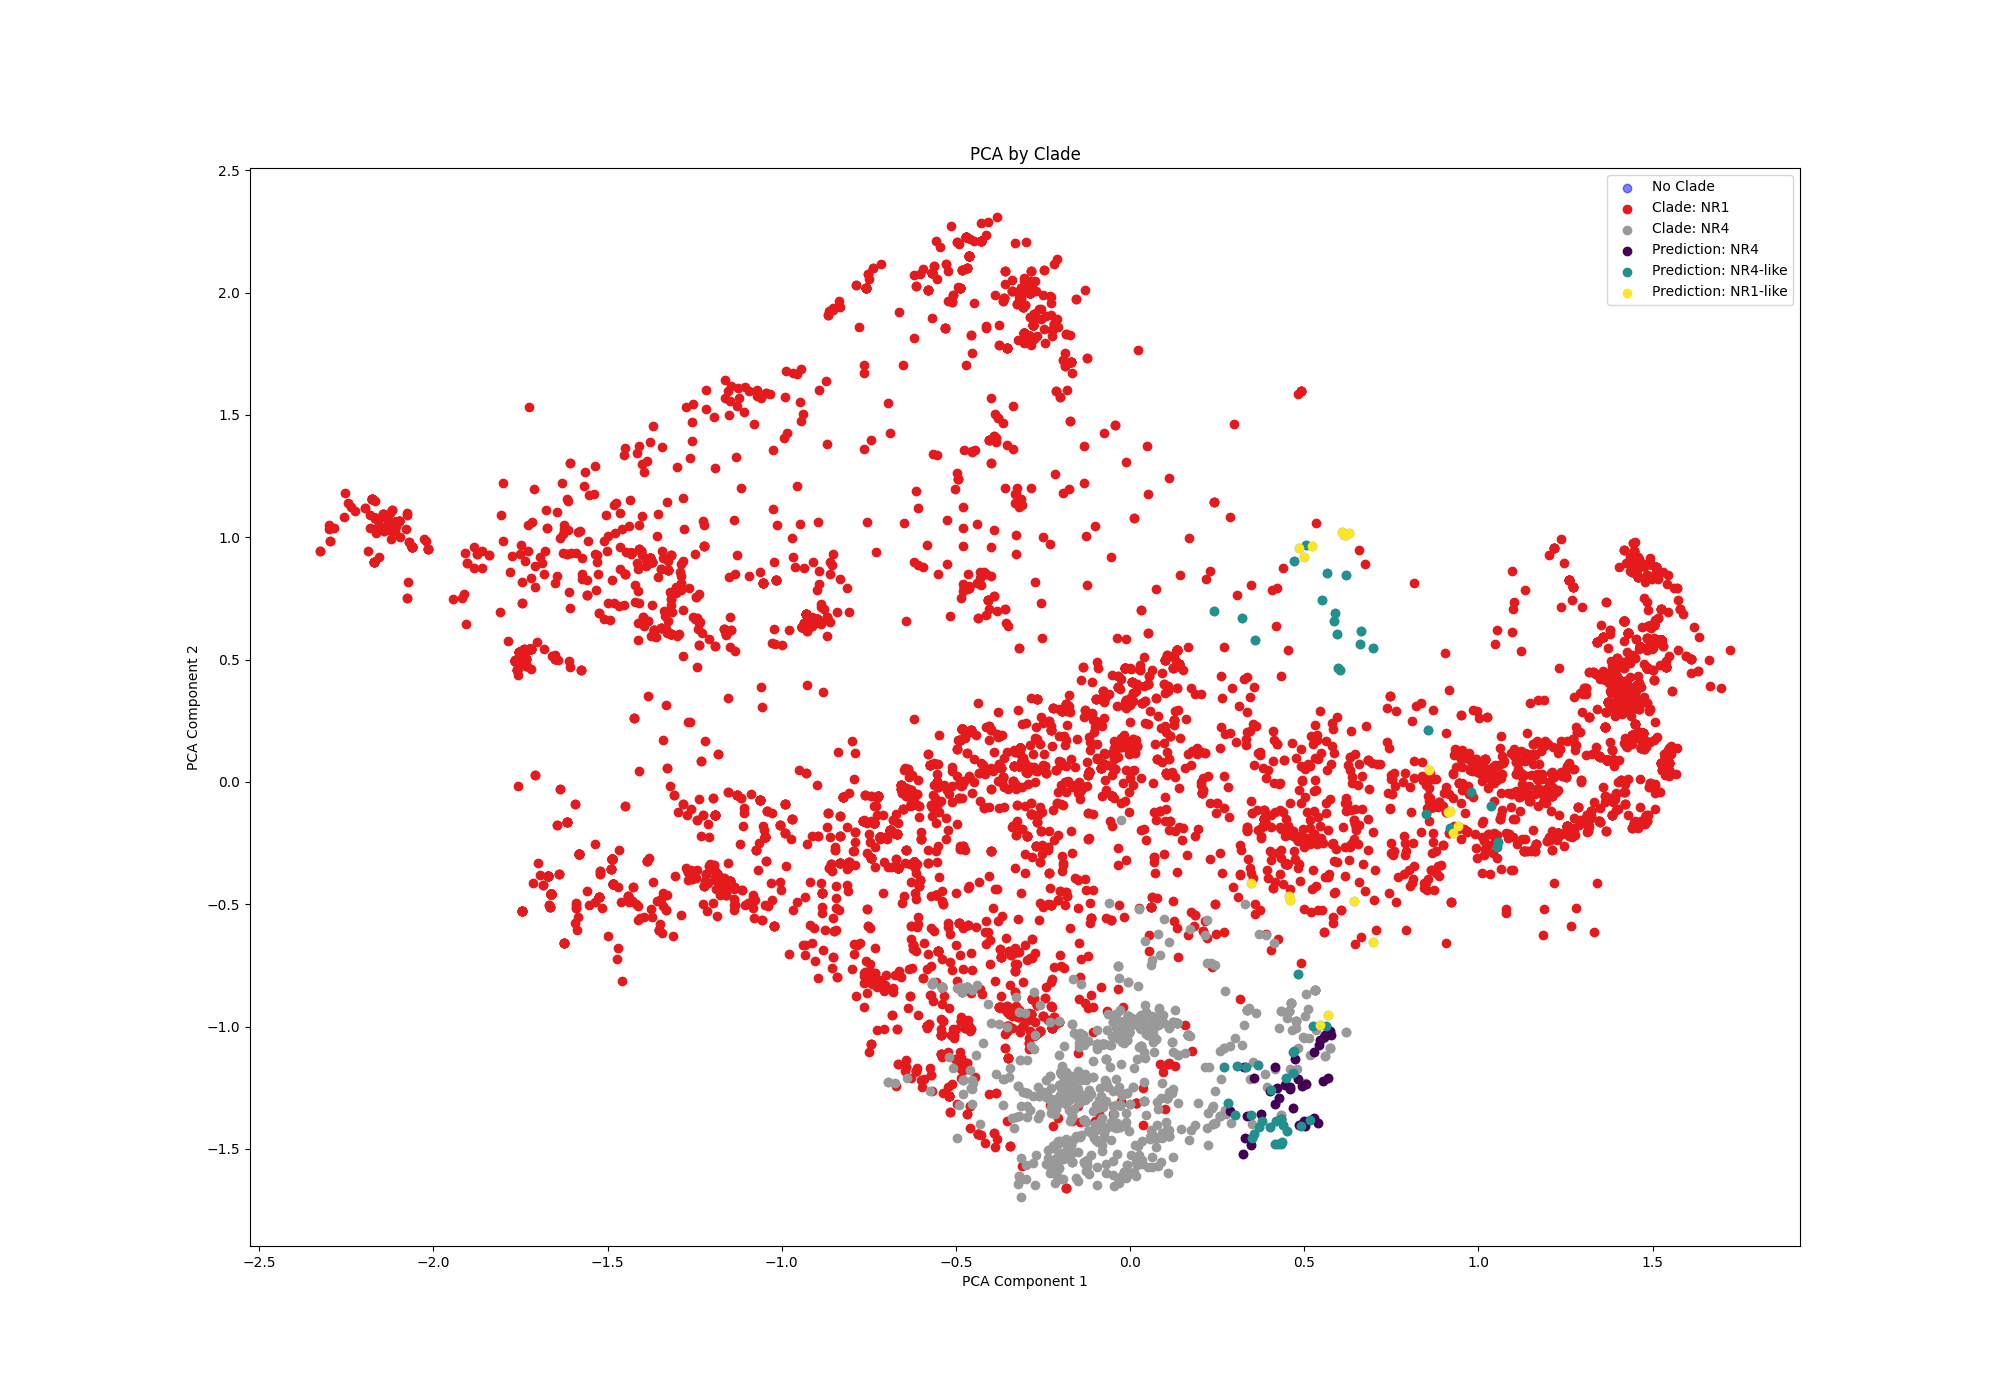 PCA by Clade
No Clade
Clade: NR1
Clade: NR4
Prediction: NR4
Prediction: NR4-like
Prediction: NR1-like
2.5
2.0
1.5
1.0
0.5
0.0
−0.5
−1.0
−1.5
PCA Component 2
−2.5
−2.0
−1.5
−1.0
−0.5
0.0
0.5
1.0
1.5
PCA Component 1